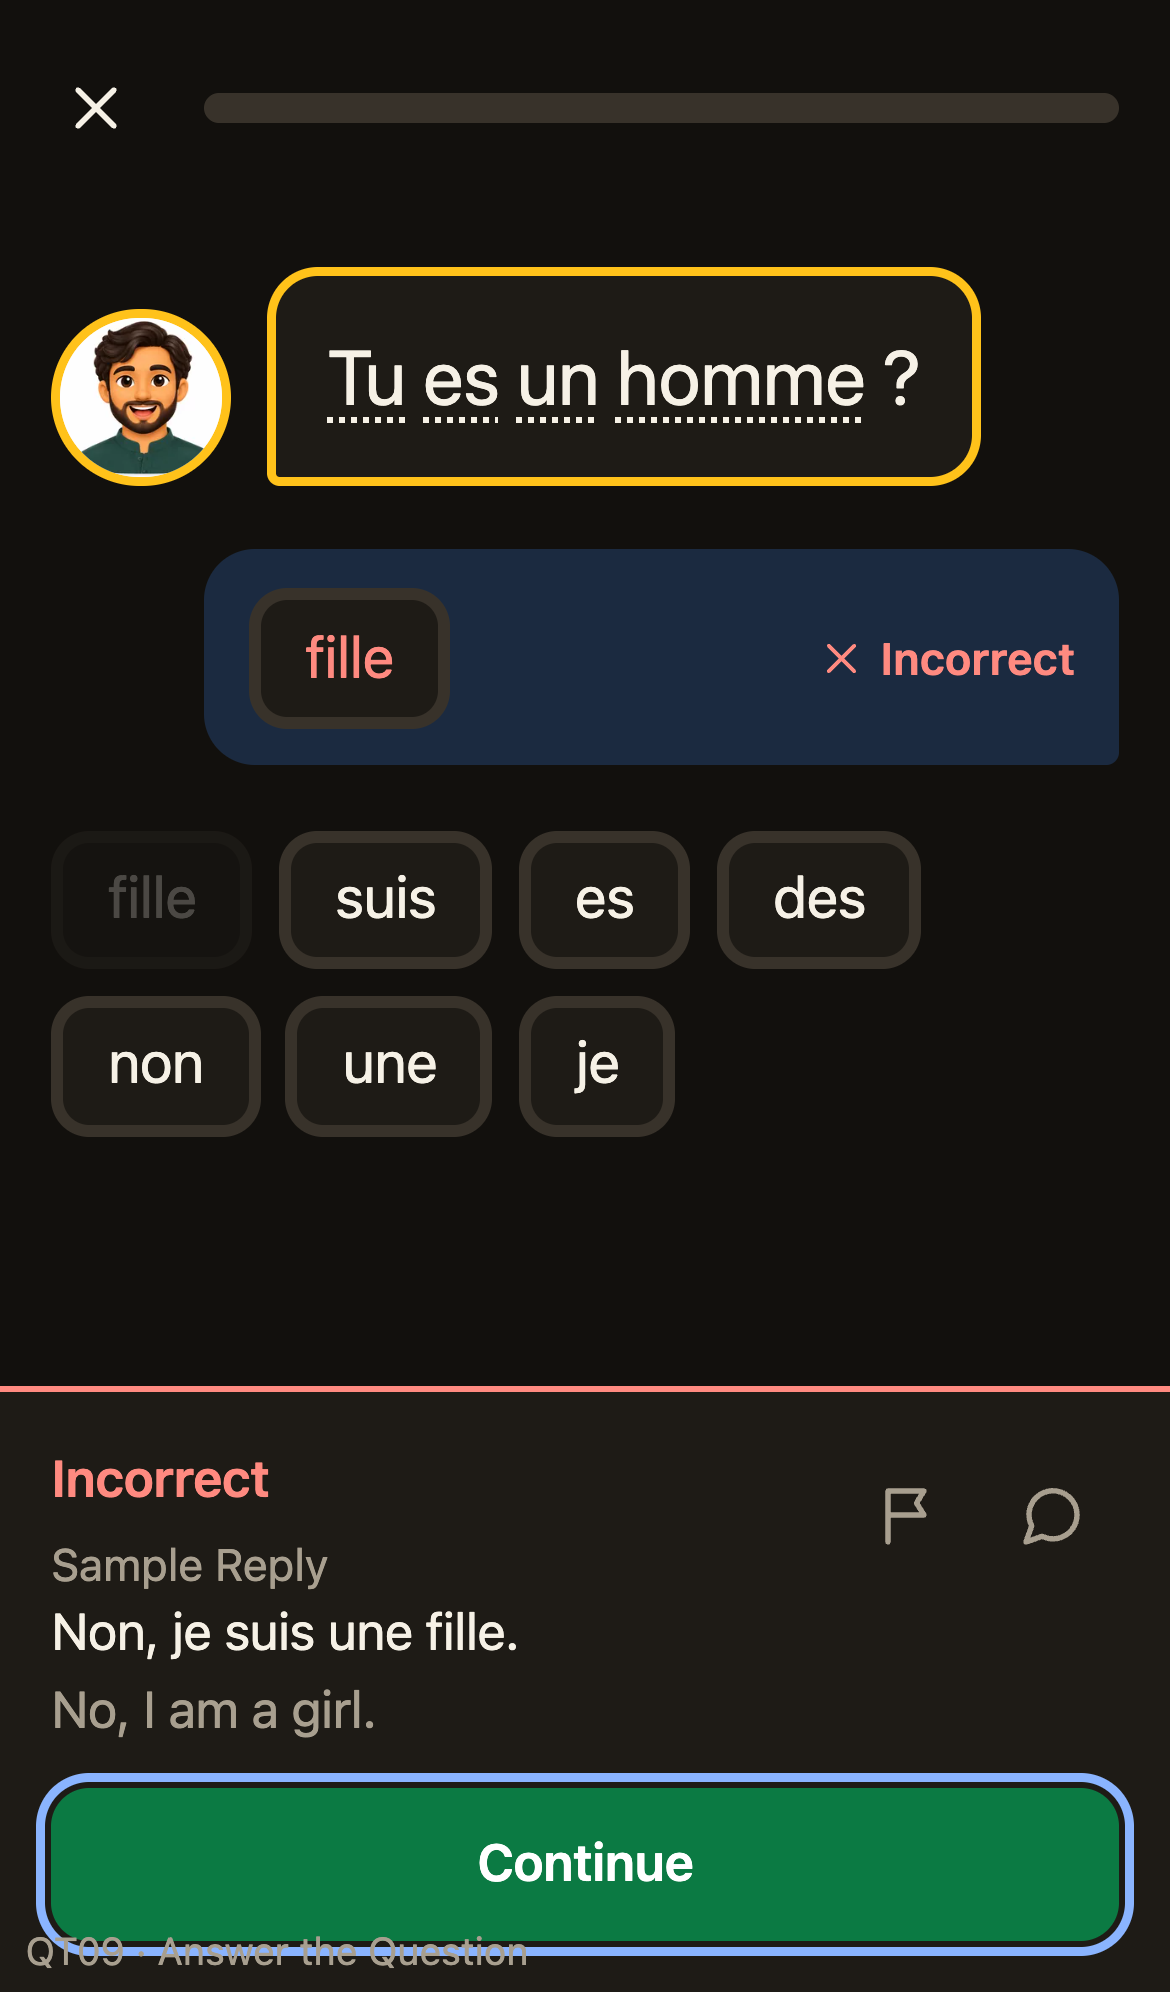 Tu es un homme ?
fille
Incorrect
fille suis es des
non une je
Incorrect
Sample Reply
Non, je suis une fille.
No, I am a girl.
Continue
QT09 · Answer the Question